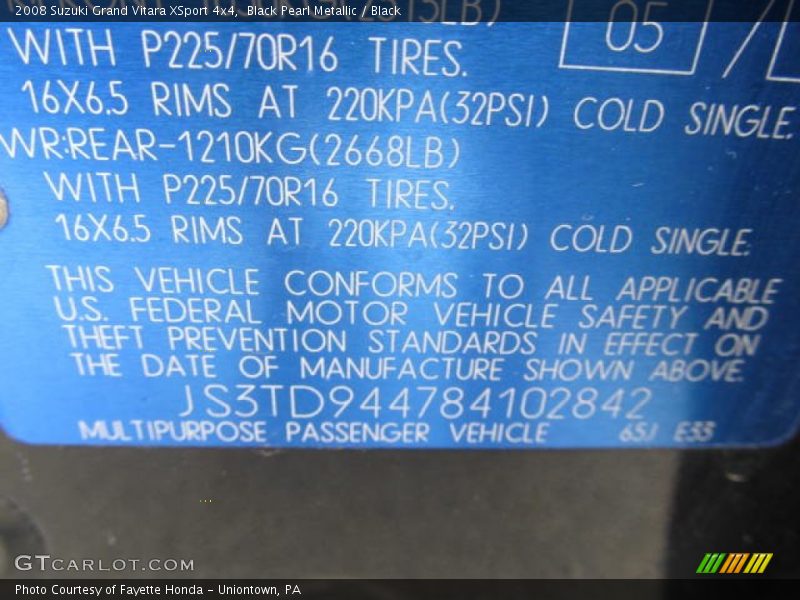 2008 Suzuki Grand Vitara XSport 4x4, Black Pearl Metallic / Black
05 /
WITH P225/70R16 TIRES.
16X6.5 RIMS AT 220KPA(32PSI) COLD SINGLE.
WR:REAR-1210KG(2668LB)
WITH P225/70R16 TIRES.
16X6.5 RIMS AT 220KPA(32PSI) COLD SINGLE.
THIS VEHICLE CONFORMS TO ALL APPLICABLE
U.S. FEDERAL MOTOR VEHICLE SAFETY AND
THEFT PREVENTION STANDARDS IN EFFECT ON
THE DATE OF MANUFACTURE SHOWN ABOVE.
JS3TD944784102842
MULTIPURPOSE PASSENGER VEHICLE 65J E33
GTCARLOT.COM
Photo Courtesy of Fayette Honda - Uniontown, PA